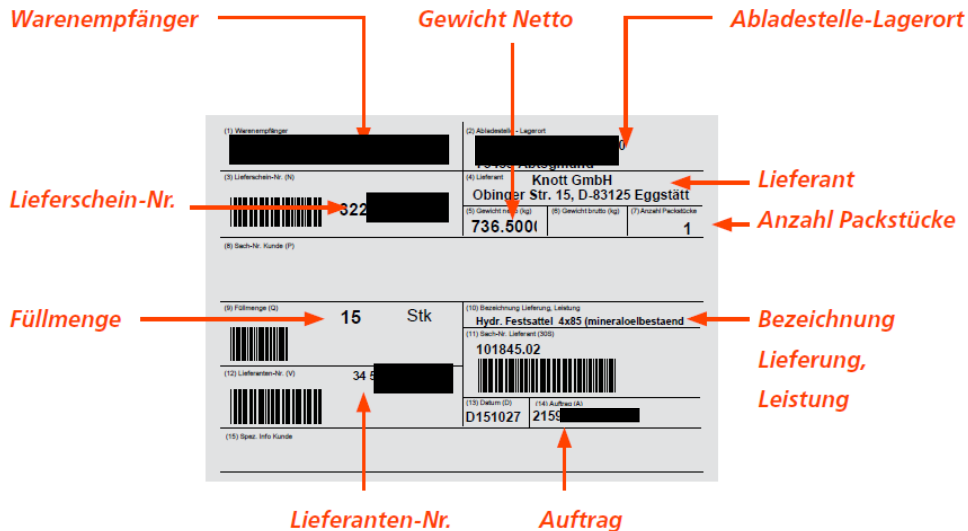 Warenempfänger
Gewicht Netto
Abladestelle-Lagerort
(1) Warenempfänger
(2) Abladestelle - Lagerort
(3) Lieferschein-Nr. (N)
322
(4) Lieferant
Knott GmbH
Obinger Str. 15, D-83125 Eggstätt
(5) Gewicht netto (kg)
736.500
(6) Gewicht brutto (kg)
(7) Anzahl Packstücke
1
Lieferschein-Nr.
Lieferant
Anzahl Packstücke
(8) Sach-Nr. Kunde (P)
(9) Füllmenge (Q)
15 Stk
(10) Bezeichnung Lieferung, Leistung
Hydr. Festsattel 4x85 (mineraloelbestaend
(11) Sach-Nr. Lieferant (30S)
101845.02
Füllmenge
Bezeichnung
Lieferung,
Leistung
(12) Lieferanten-Nr. (V)
34 5
(13) Datum (D)
D151027
(14) Auftrag (A)
2159
(15) Spez. Info Kunde
Lieferanten-Nr.
Auftrag